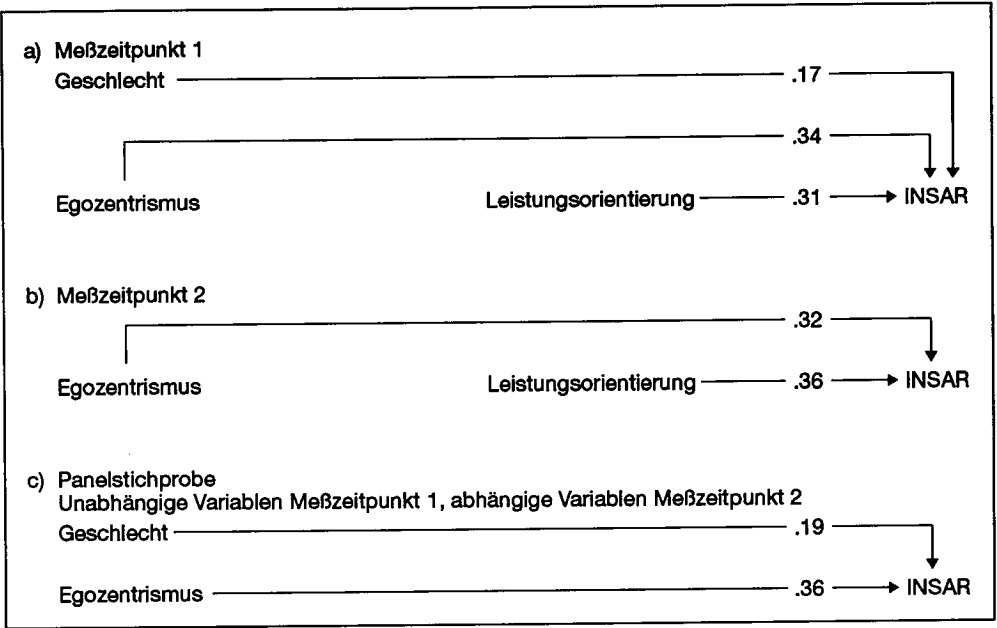 a) Meßzeitpunkt 1
Geschlecht .17
.34
Egozentrismus Leistungsorientierung .31 INSAR
b) Meßzeitpunkt 2
.32
Egozentrismus Leistungsorientierung .36 INSAR
c) Panelstichprobe
Unabhängige Variablen Meßzeitpunkt 1, abhängige Variablen Meßzeitpunkt 2
Geschlecht .19
Egozentrismus .36 INSAR